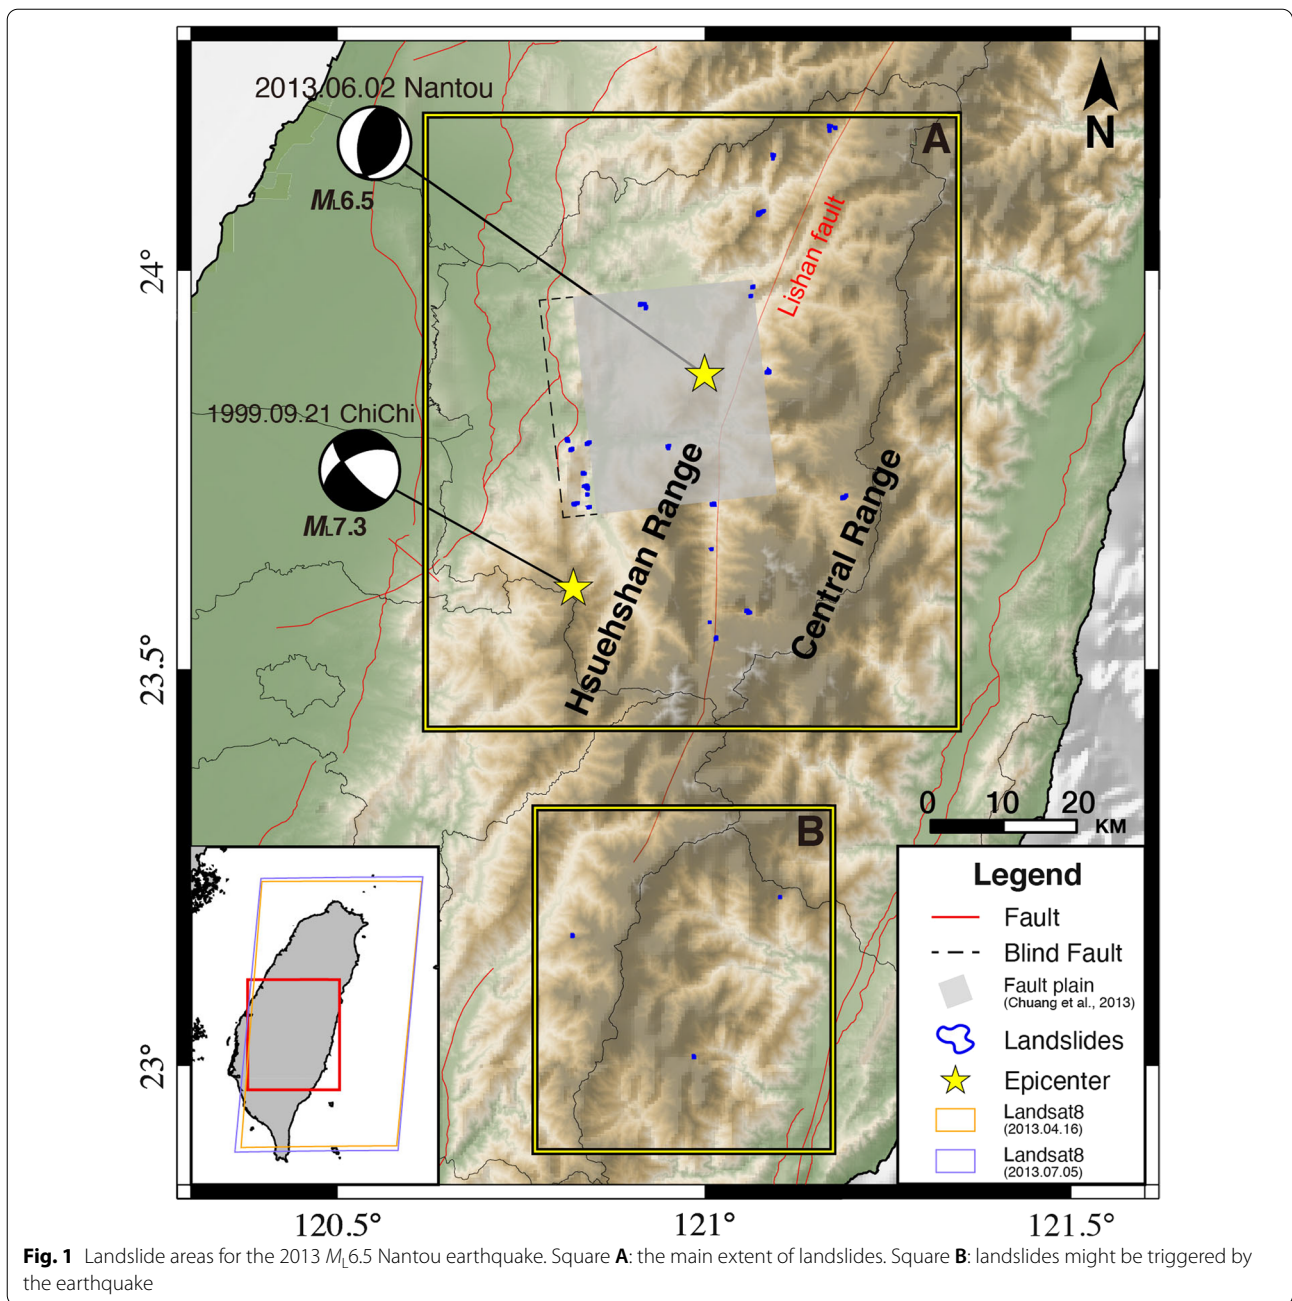 2013.06.02 Nantou
ML6.5
A
N
Lishan fault
24°
1999.09.21 ChiChi
ML7.3
Hsuehshan Range
Central Range
23.5°
0 10 20
KM
B
Legend
Fault
Blind Fault
Fault plain
(Chuang et al., 2013)
Landslides
Epicenter
Landsat8
(2013.04.16)
Landsat8
(2013.07.05)
23°
120.5° 121° 121.5°
Fig. 1 Landslide areas for the 2013 ML6.5 Nantou earthquake. Square A: the main extent of landslides. Square B: landslides might be triggered by
the earthquake